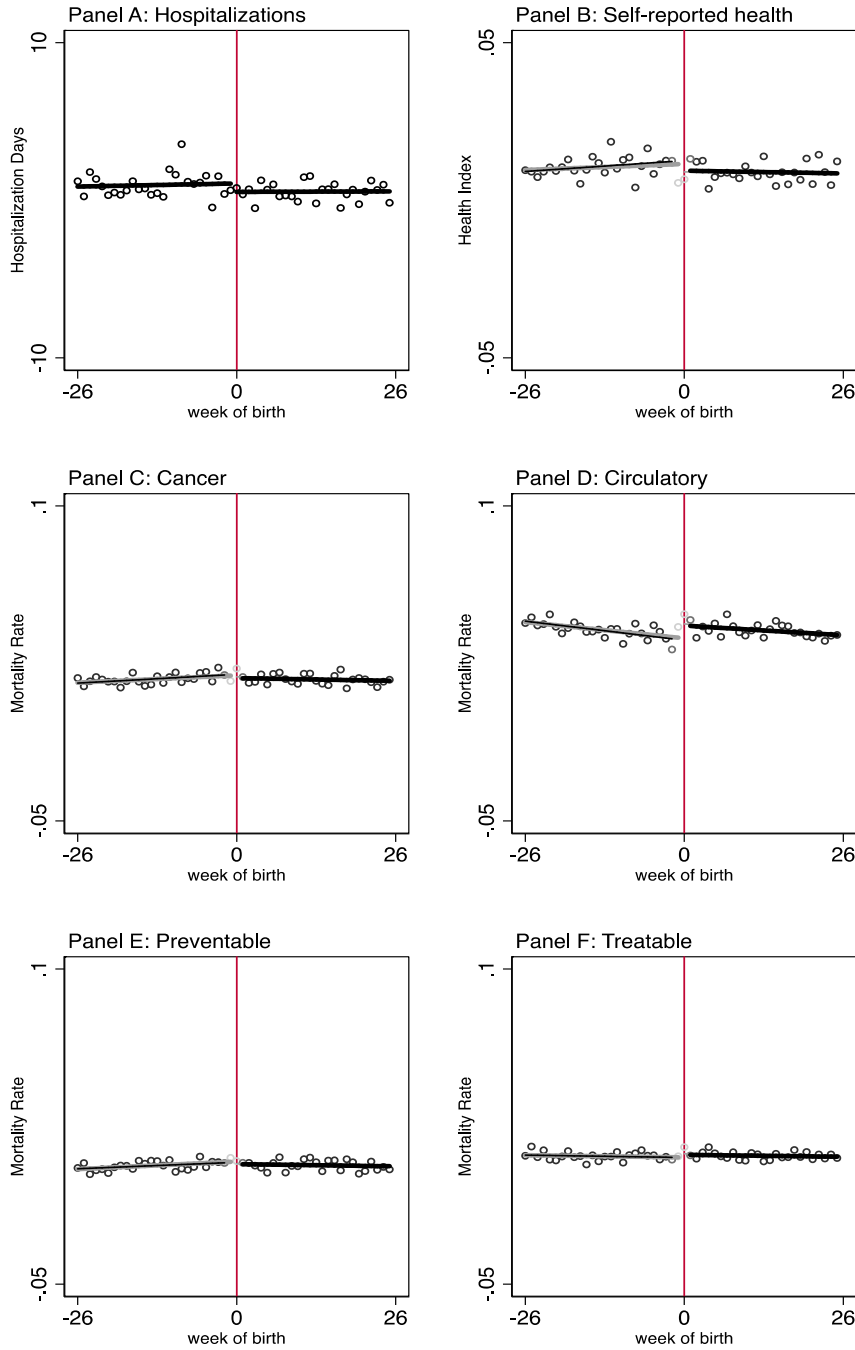 Panel A: Hospitalizations
10
Hospitalization Days
-10
-26
0
26
week of birth
Panel B: Self-reported health
.05
Health Index
-.05
-26
0
26
week of birth
Panel C: Cancer
.1
Mortality Rate
-.05
-26
0
26
week of birth
Panel D: Circulatory
.1
Mortality Rate
-.05
-26
0
26
week of birth
Panel E: Preventable
.1
Mortality Rate
-.05
-26
0
26
week of birth
Panel F: Treatable
.1
Mortality Rate
-.05
-26
0
26
week of birth